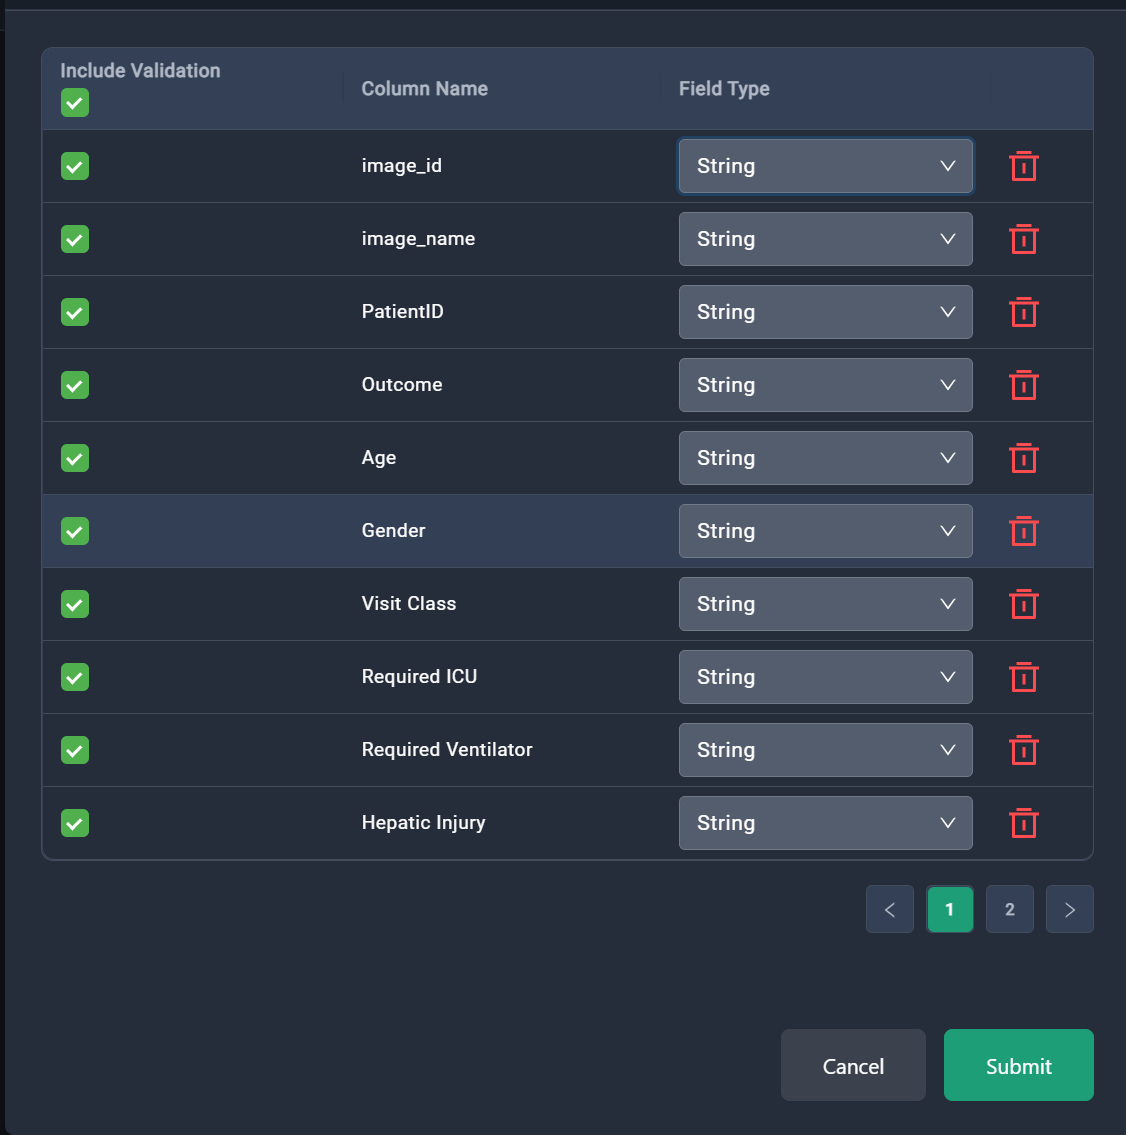 Include Validation
Column Name
Field Type
image_id
String
image_name
String
PatientID
String
Outcome
String
Age
String
Gender
String
Visit Class
String
Required ICU
String
Required Ventilator
String
Hepatic Injury
String
1
2
Cancel
Submit